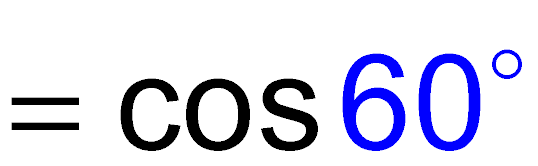 = cos 60°